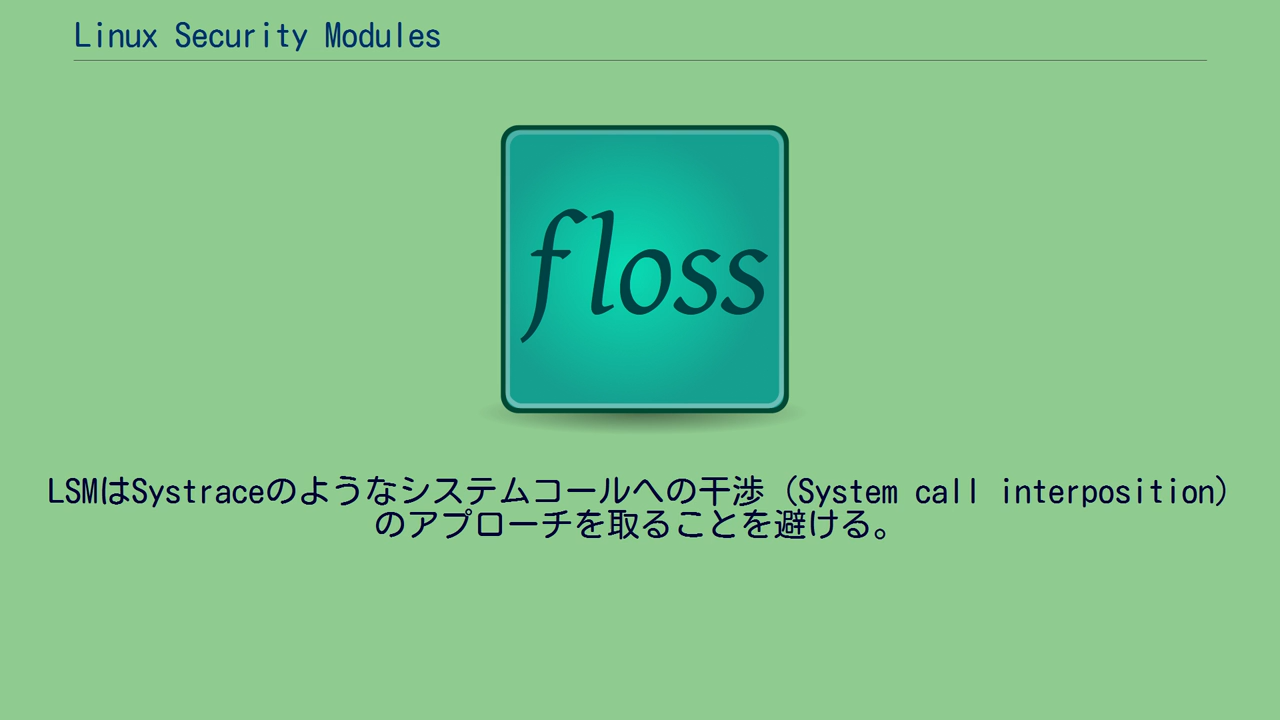 Linux Security Modules
floss
LSMはSystraceのようなシステムコールへの干渉（System call interposition）
のアプローチを取ることを避ける。